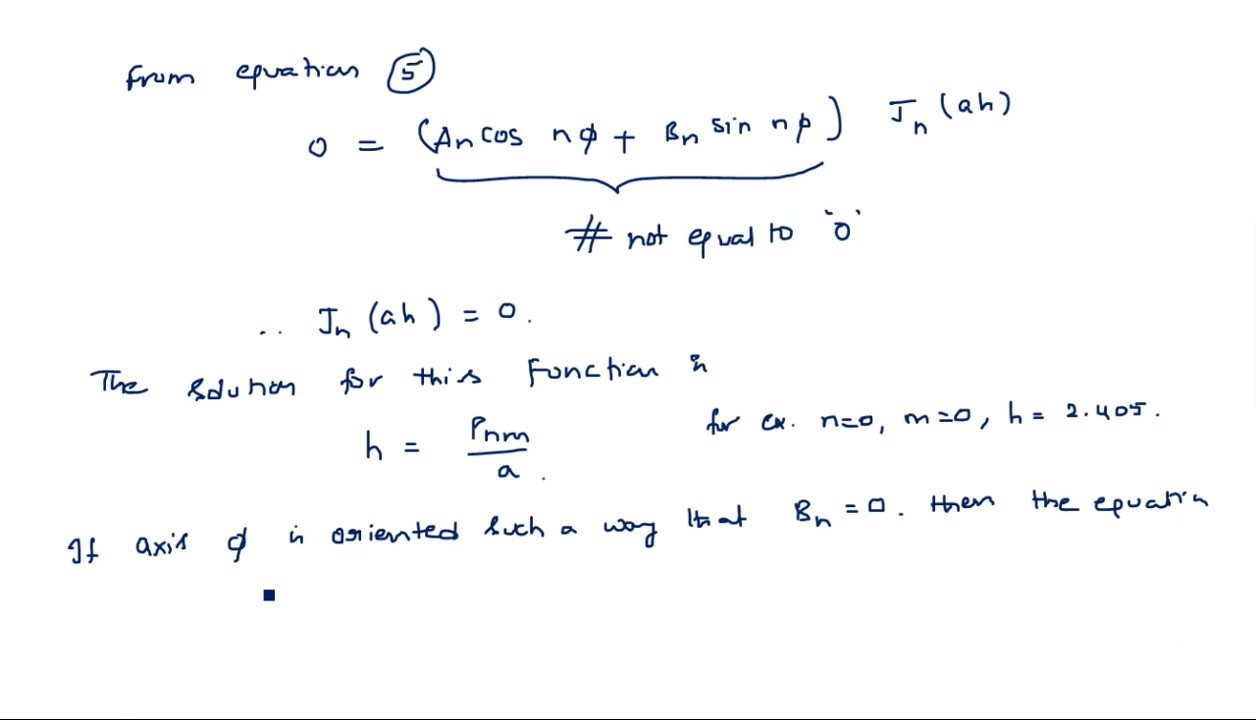 from equation ⑤
0 = (An cos nϕ + Bn sin nϕ) Jn (ah)
# not equal to '0'
∴ Jn (ah) = 0.
The solution for this Function is
h = Pnm / a . for ex. n=0, m=0, h = 2.405.
If axis ϕ is oriented such a way that Bn = 0. then the equation